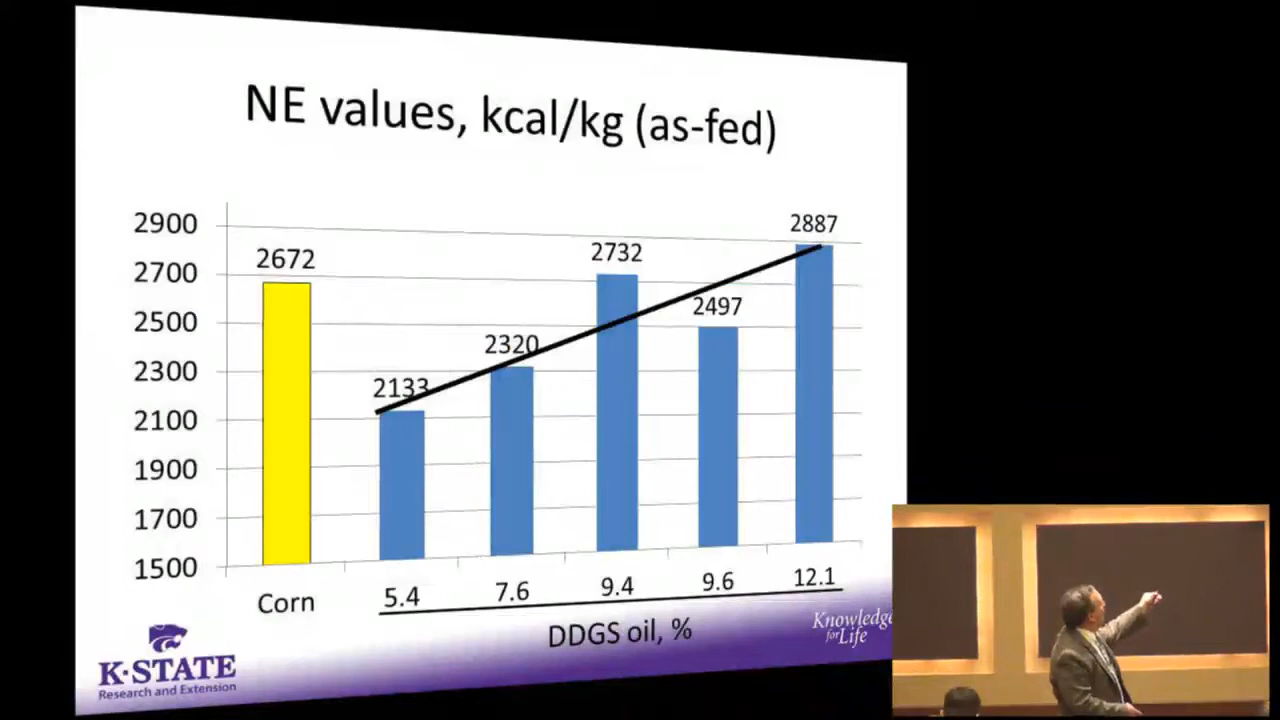 NE values, kcal/kg (as-fed)
2900
2700
2500
2300
2100
1900
1700
1500
2672
2133
2320
2732
2497
2887
Corn
5.4
7.6
9.4
9.6
12.1
DDGS oil, %
K-STATE
Research and Extension
Knowledge
for Life